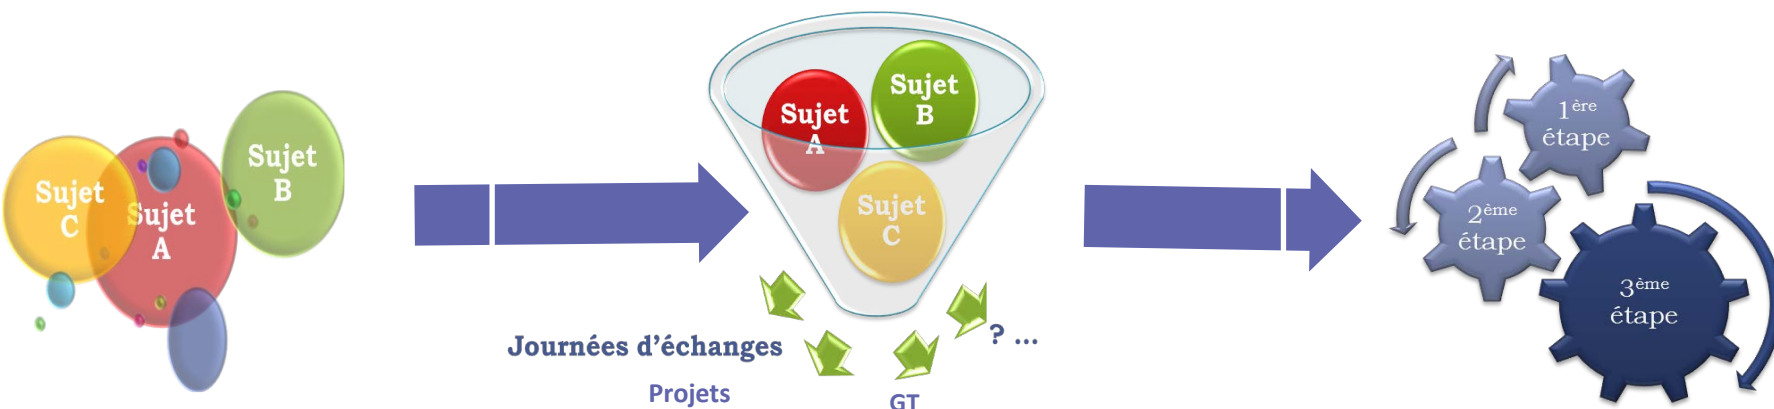 Sujet
C
Sujet
A
Sujet
B
Sujet
A
Sujet
B
Sujet
C
Journées d’échanges
Projets
GT
? ...
1ère
étape
2ème
étape
3ème
étape